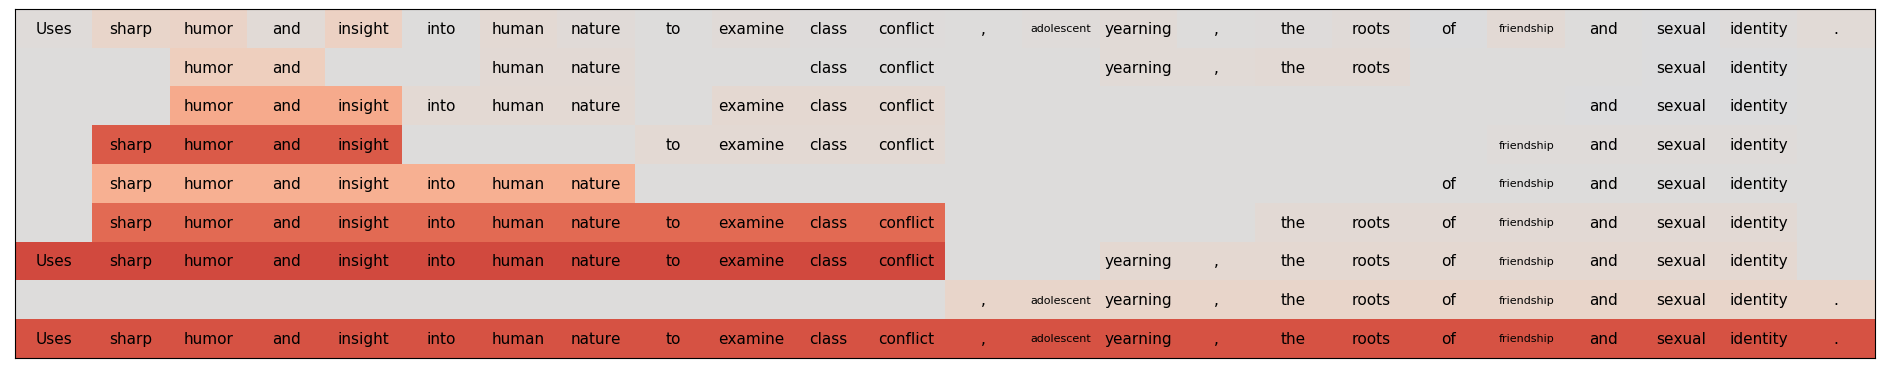 Uses sharp humor and insight into human nature to examine class conflict , adolescent yearning , the roots of friendship and sexual identity .
humor and human nature class conflict yearning , the roots sexual identity
humor and insight into human nature examine class conflict and sexual identity
sharp humor and insight to examine class conflict friendship and sexual identity
sharp humor and insight into human nature of friendship and sexual identity
sharp humor and insight into human nature to examine class conflict the roots of friendship and sexual identity
Uses sharp humor and insight into human nature to examine class conflict yearning , the roots of friendship and sexual identity
, adolescent yearning , the roots of friendship and sexual identity .
Uses sharp humor and insight into human nature to examine class conflict , adolescent yearning , the roots of friendship and sexual identity .